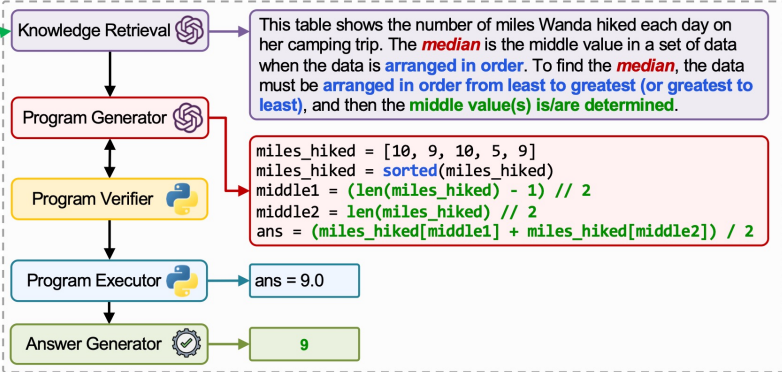 Knowledge Retrieval
This table shows the number of miles Wanda hiked each day on
her camping trip. The median is the middle value in a set of data
when the data is arranged in order. To find the median, the data
must be arranged in order from least to greatest (or greatest to
least), and then the middle value(s) is/are determined.
Program Generator
miles_hiked = [10, 9, 10, 5, 9]
miles_hiked = sorted(miles_hiked)
middle1 = (len(miles_hiked) - 1) // 2
middle2 = len(miles_hiked) // 2
ans = (miles_hiked[middle1] + miles_hiked[middle2]) / 2
Program Verifier
Program Executor
ans = 9.0
Answer Generator
9